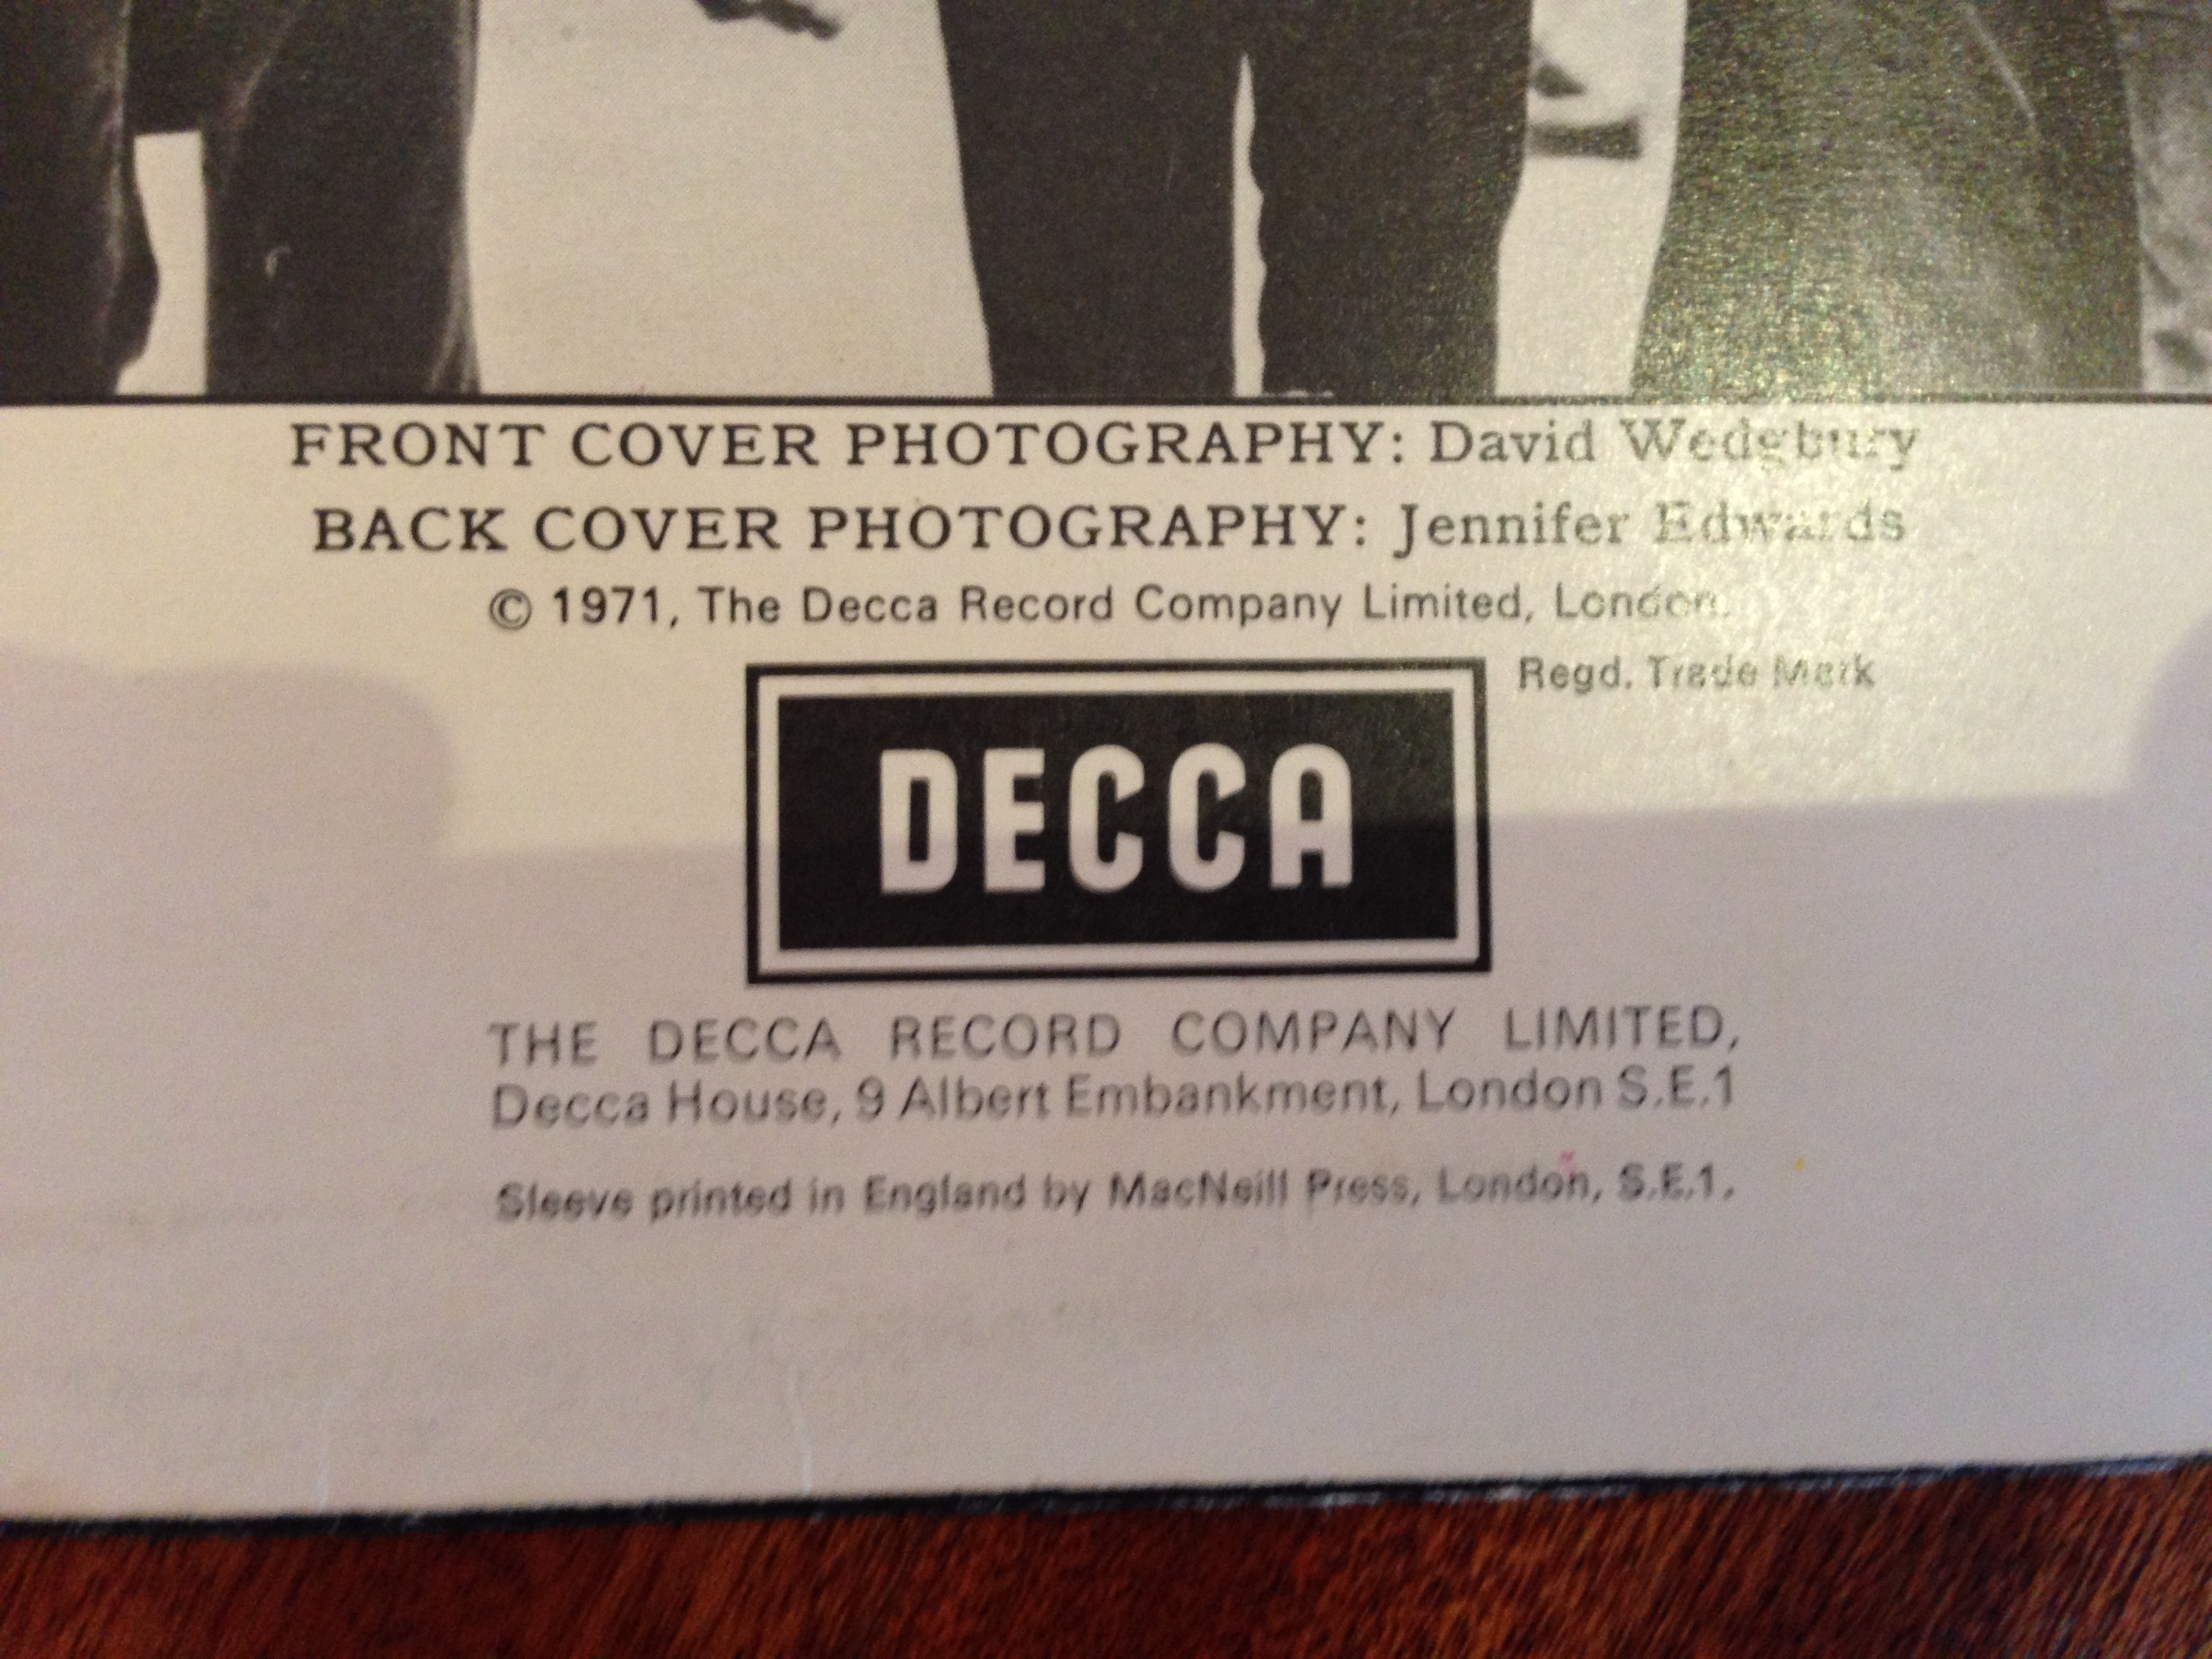 FRONT COVER PHOTOGRAPHY: David Wedgbury
BACK COVER PHOTOGRAPHY: Jennifer Edwards
© 1971, The Decca Record Company Limited, London.
Regd. Trade Mark
DECCA
THE DECCA RECORD COMPANY LIMITED,
Decca House, 9 Albert Embankment, London S.E.1
Sleeve printed in England by MacNeill Press, London, S.E.1.